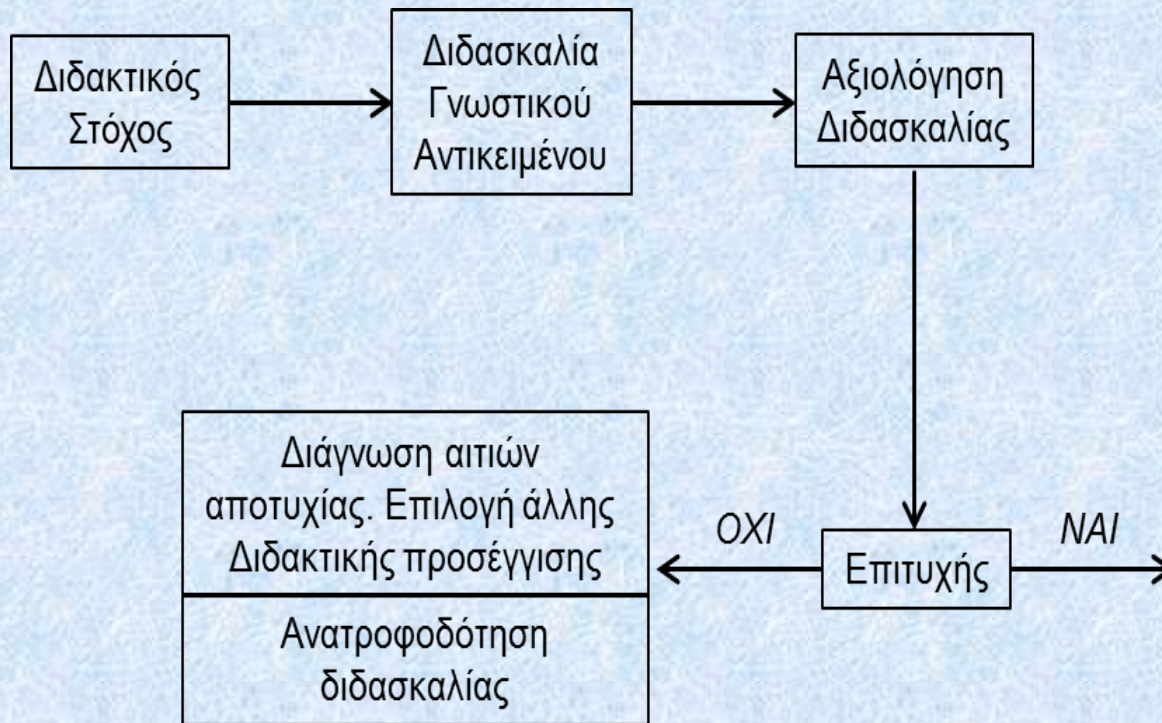 Διδακτικός
Στόχος
Διδασκαλία
Γνωστικού
Αντικειμένου
Αξιολόγηση
Διδασκαλίας
Επιτυχής
ΝΑΙ
ΟΧΙ
Διάγνωση αιτιών
αποτυχίας. Επιλογή άλλης
Διδακτικής προσέγγισης
Ανατροφοδότηση
διδασκαλίας